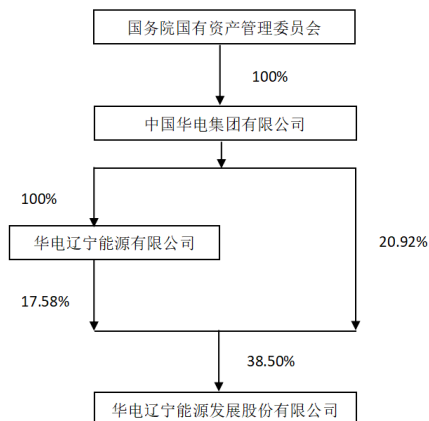 国务院国有资产管理委员会
100%
中国华电集团有限公司
100%
华电辽宁能源有限公司
20.92%
17.58%
38.50%
华电辽宁能源发展股份有限公司